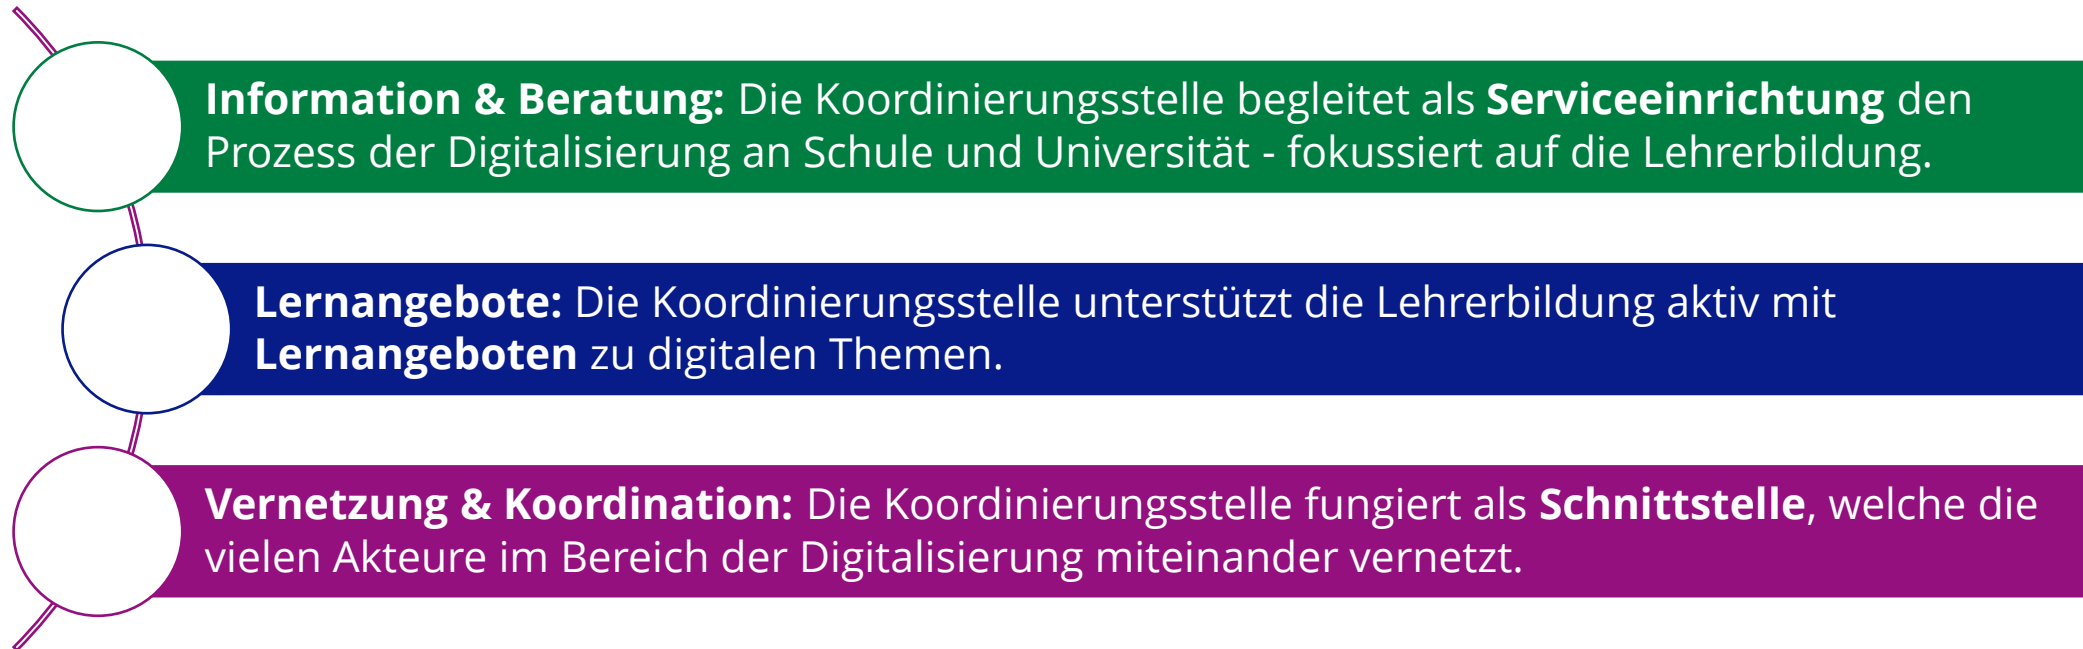 Information & Beratung: Die Koordinierungsstelle begleitet als Serviceeinrichtung den
Prozess der Digitalisierung an Schule und Universität - fokussiert auf die Lehrerbildung.
Lernangebote: Die Koordinierungsstelle unterstützt die Lehrerbildung aktiv mit
Lernangeboten zu digitalen Themen.
Vernetzung & Koordination: Die Koordinierungsstelle fungiert als Schnittstelle, welche die
vielen Akteure im Bereich der Digitalisierung miteinander vernetzt.